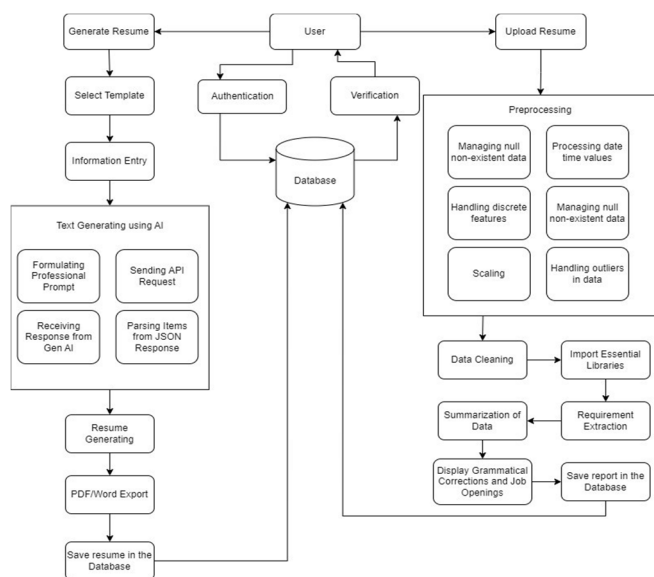 Generate Resume
User
Upload Resume
Select Template
Authentication
Verification
Preprocessing
Information Entry
Database
Managing null
non-existent data
Processing date
time values
Text Generating using AI
Handling discrete
features
Managing null
non-existent data
Formulating
Professional
Prompt
Sending API
Request
Scaling
Handling outliers
in data
Receiving
Response from
Gen AI
Parsing Items
from JSON
Response
Data Cleaning
Import Essential
Libraries
Resume
Generating
Summarization of
Data
Requirement
Extraction
PDF/Word Export
Display Grammatical
Corrections and Job
Openings
Save report in the
Database
Save resume in the
Database